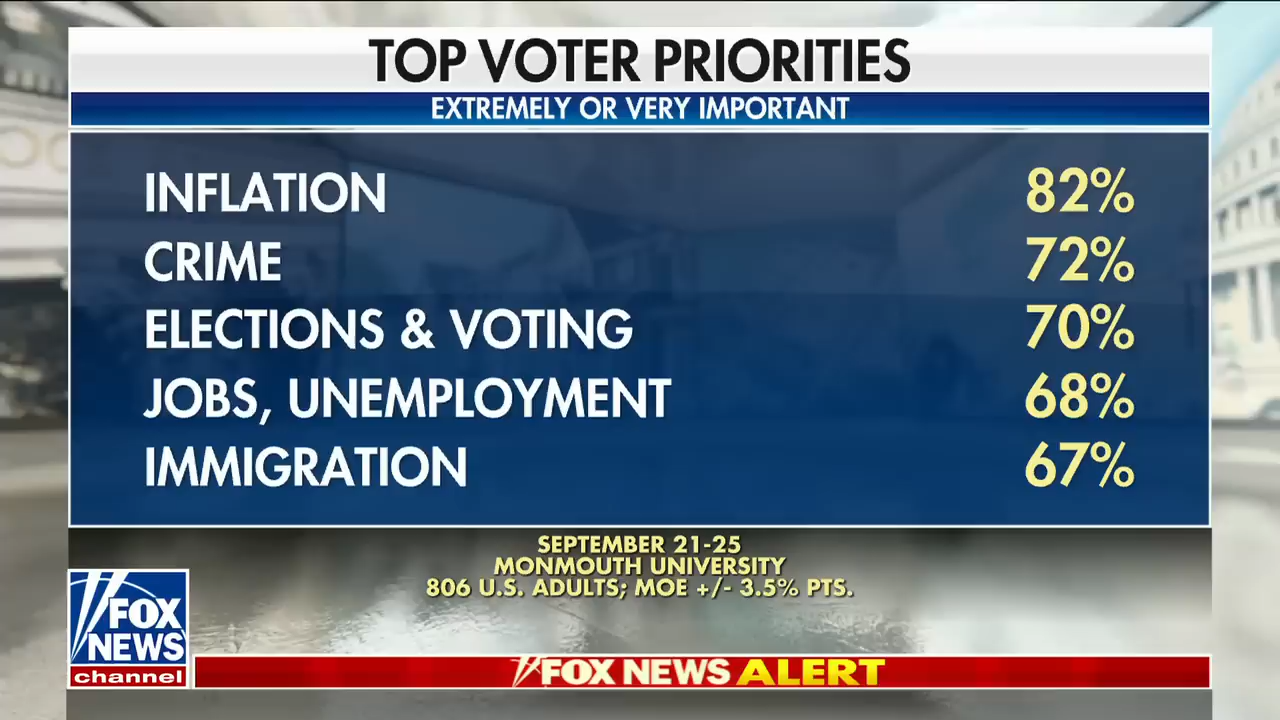 TOP VOTER PRIORITIES
EXTREMELY OR VERY IMPORTANT
INFLATION 82%
CRIME 72%
ELECTIONS & VOTING 70%
JOBS, UNEMPLOYMENT 68%
IMMIGRATION 67%
SEPTEMBER 21-25
MONMOUTH UNIVERSITY
806 U.S. ADULTS; MOE +/- 3.5% PTS.
FOX
NEWS
channel
FOX NEWS ALERT